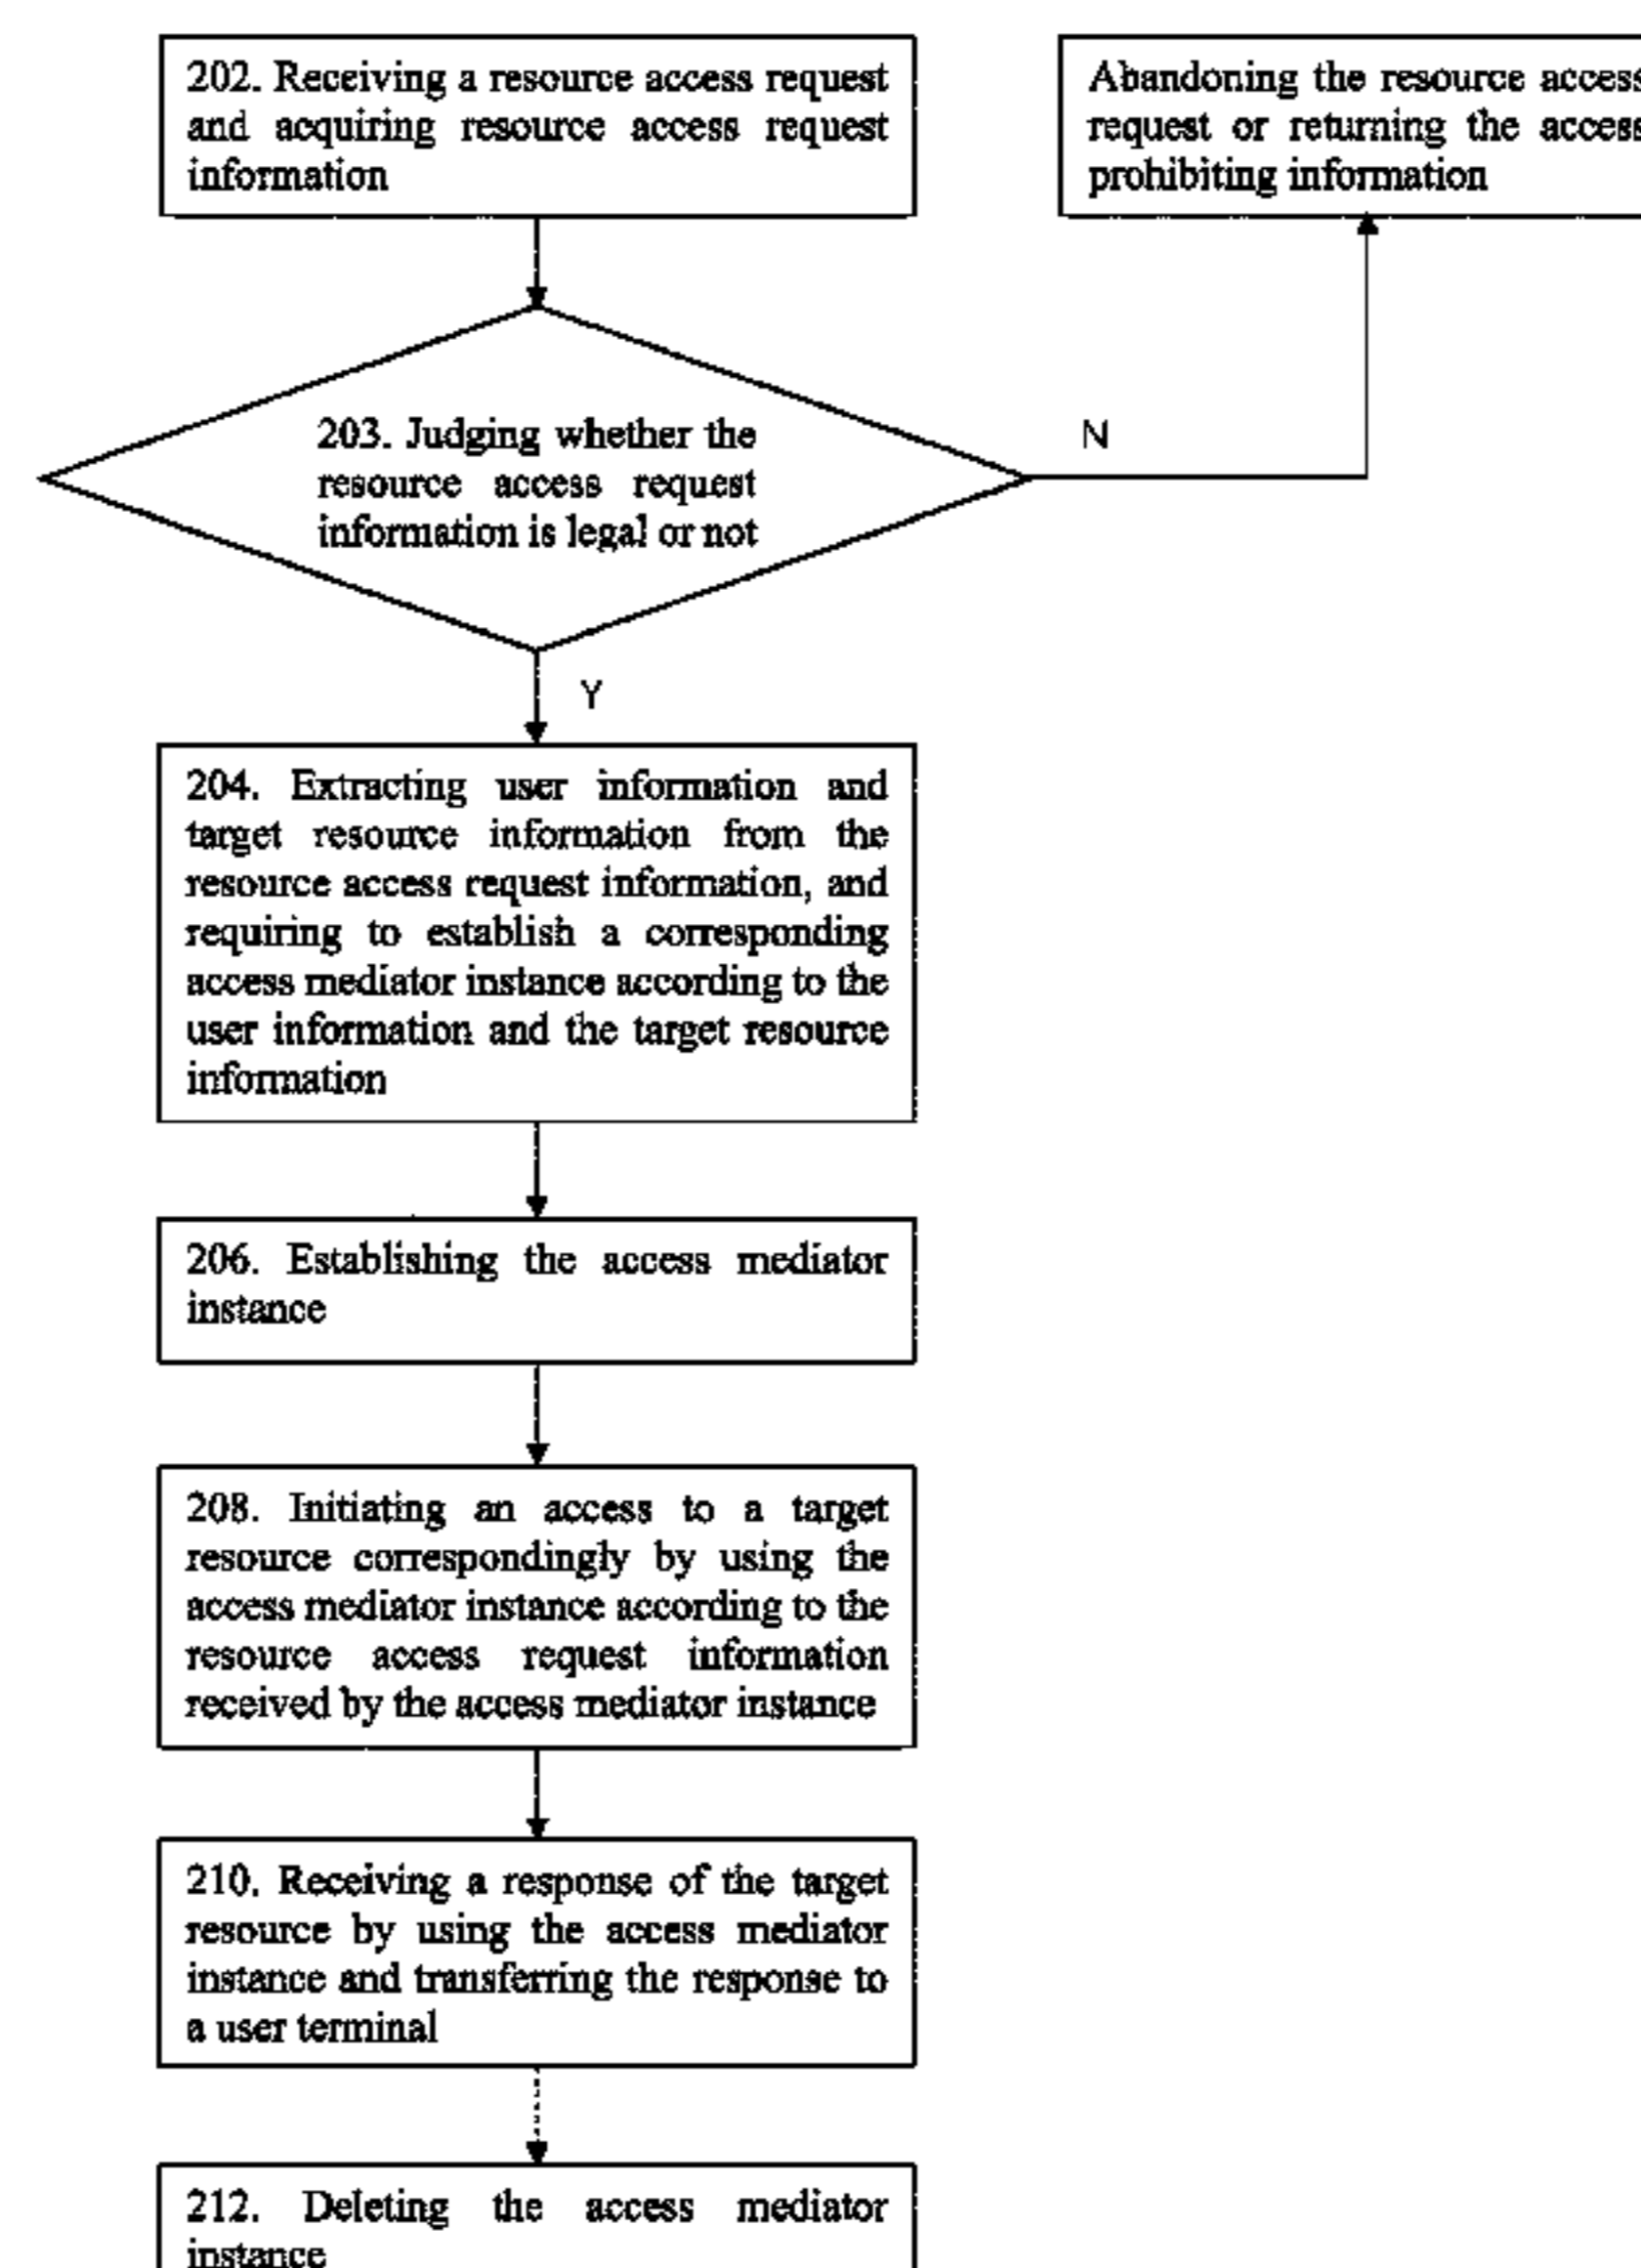 202. Receiving a resource access request
and acquiring resource access request
information
Abandoning the resource access
request or returning the access
prohibiting information
203. Judging whether the
resource access request
information is legal or not
N
Y
204. Extracting user information and
target resource information from the
resource access request information, and
requiring to establish a corresponding
access mediator instance according to the
user information and the target resource
information
206. Establishing the access mediator
instance
208. Initiating an access to a target
resource correspondingly by using the
access mediator instance according to the
resource access request information
received by the access mediator instance
210. Receiving a response of the target
resource by using the access mediator
instance and transferring the response to
a user terminal
212. Deleting the access mediator
instance